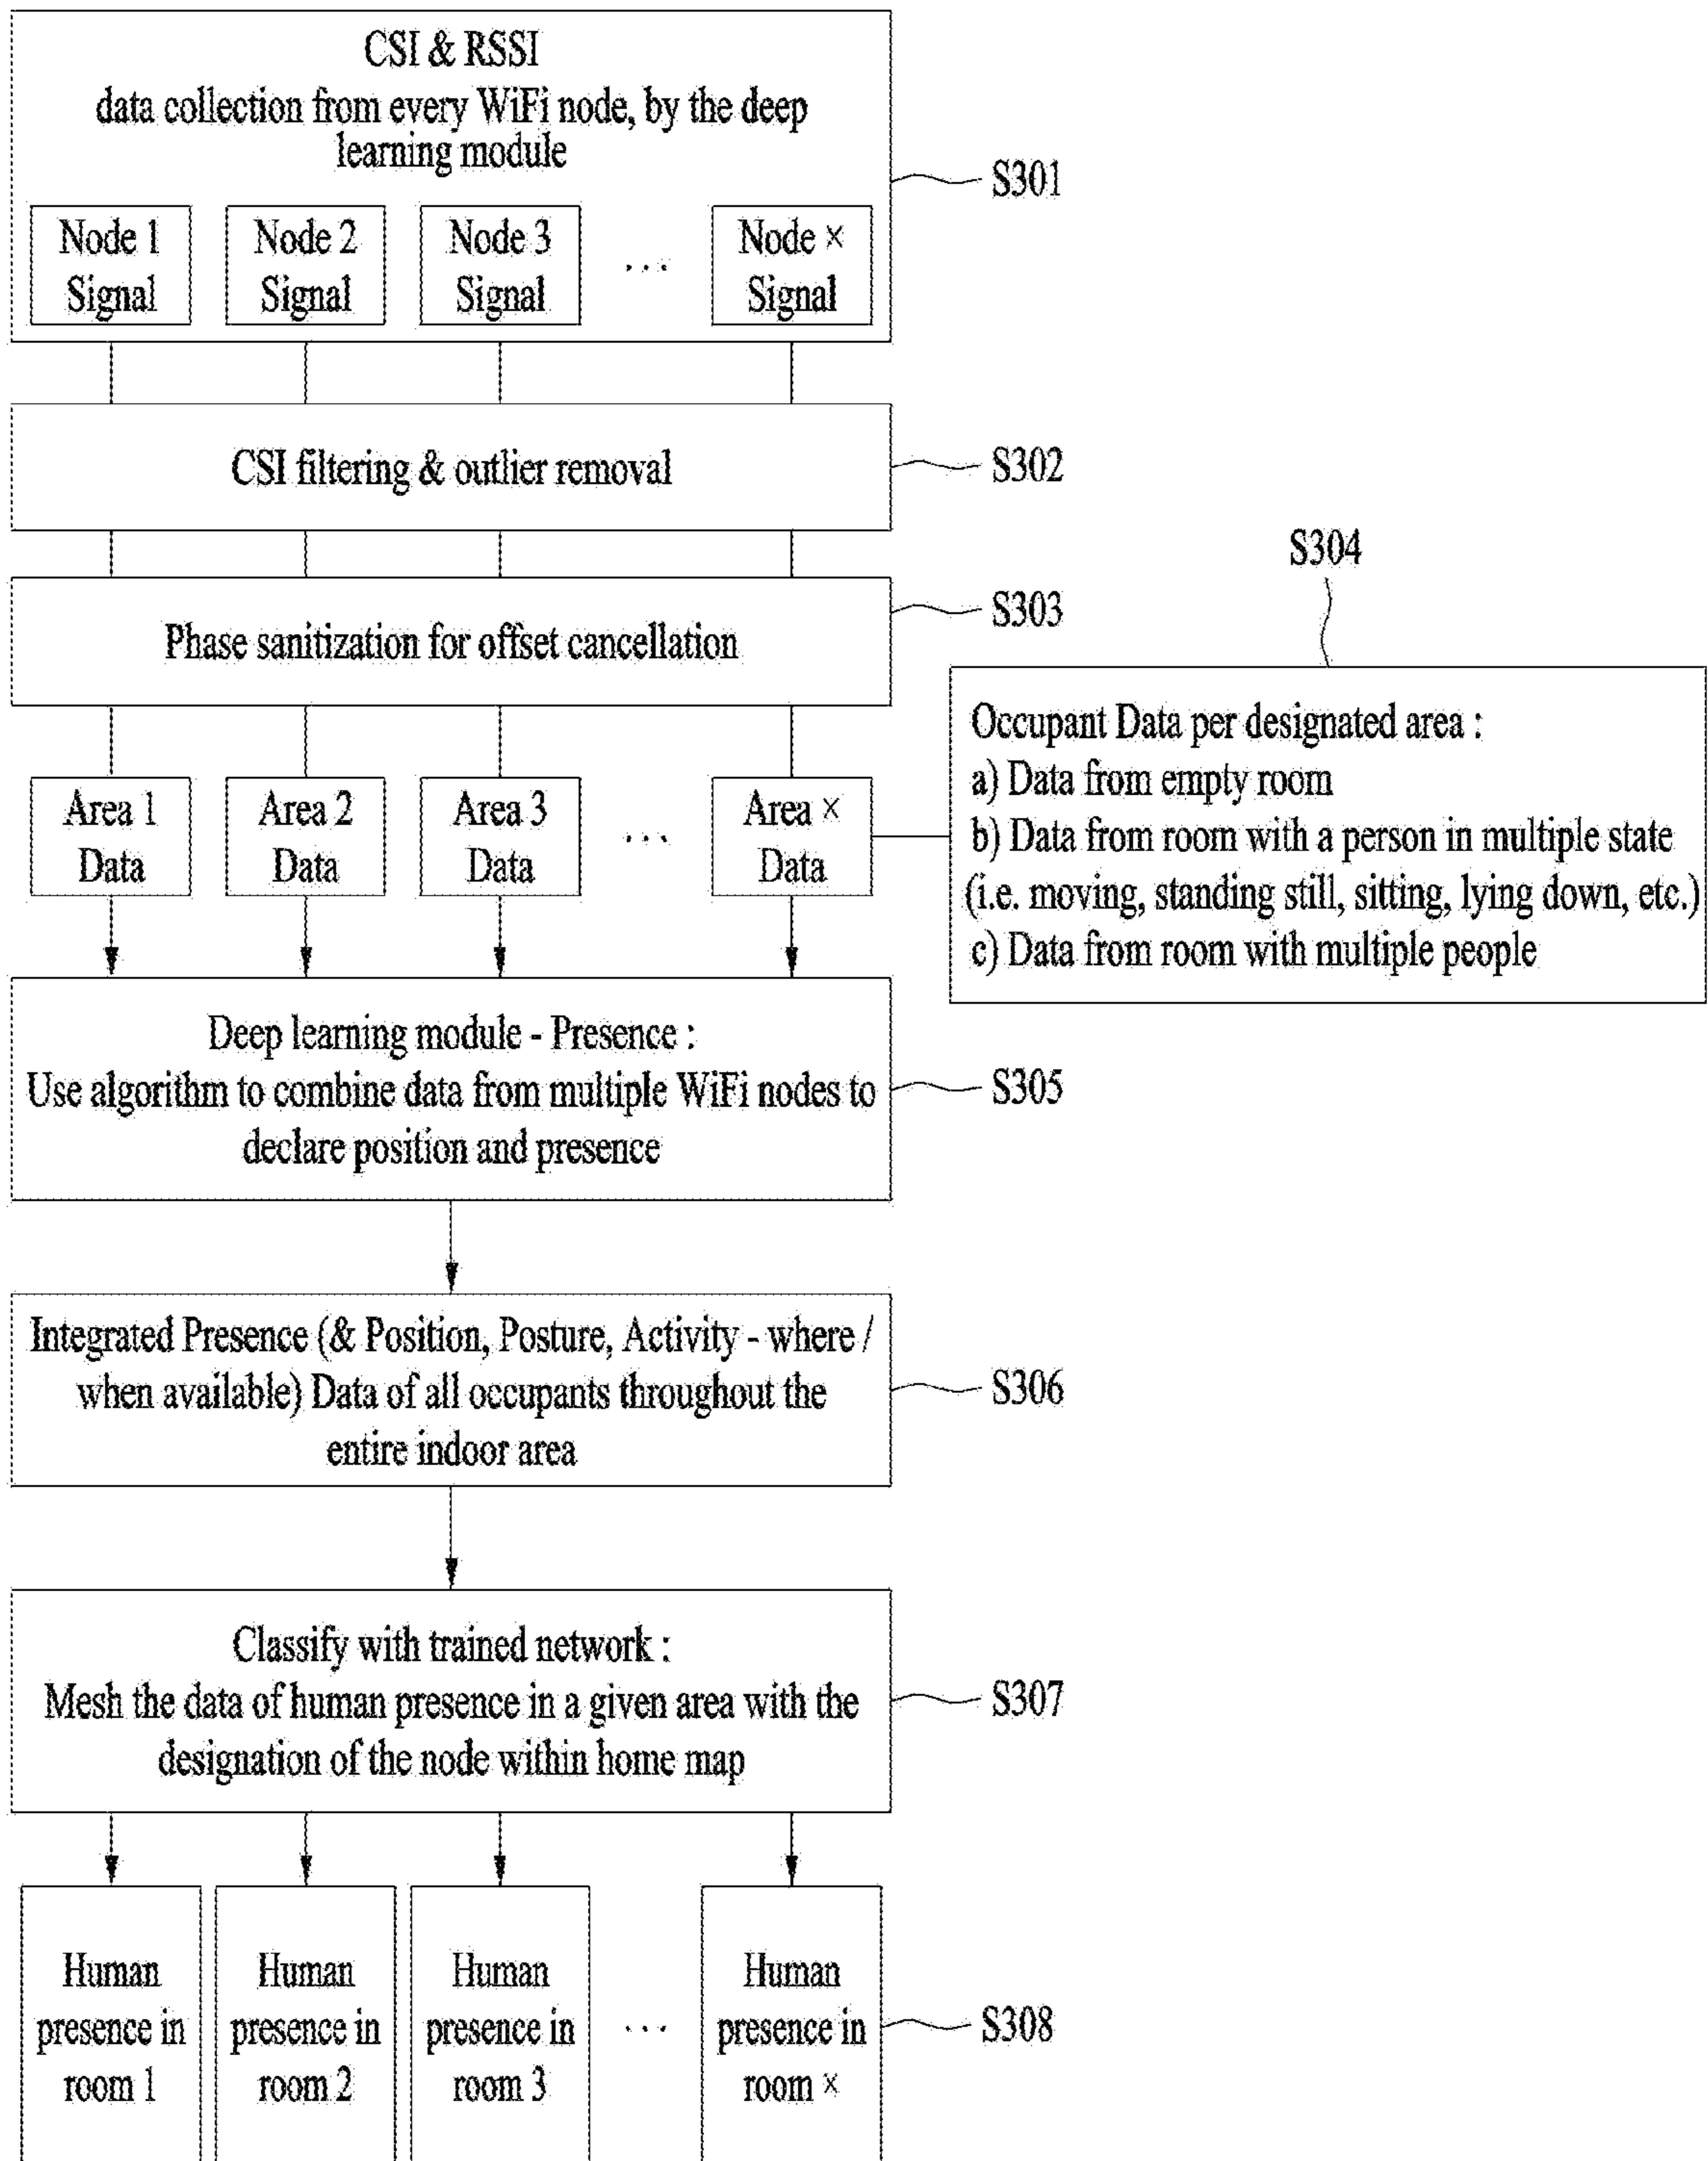 CSI & RSSI
data collection from every WiFi node, by the deep
learning module
S301
Node 1
Signal
Node 2
Signal
Node 3
Signal
...
Node ×
Signal
CSI filtering & outlier removal
S302
Phase sanitization for offset cancellation
S303
S304
Occupant Data per designated area :
a) Data from empty room
b) Data from room with a person in multiple state
(i.e. moving, standing still, sitting, lying down, etc.)
c) Data from room with multiple people
Area 1
Data
Area 2
Data
Area 3
Data
...
Area ×
Data
Deep learning module - Presence :
Use algorithm to combine data from multiple WiFi nodes to
declare position and presence
S305
Integrated Presence (& Position, Posture, Activity - where /
when available) Data of all occupants throughout the
entire indoor area
S306
Classify with trained network :
Mesh the data of human presence in a given area with the
designation of the node within home map
S307
Human
presence in
room 1
Human
presence in
room 2
Human
presence in
room 3
...
Human
presence in
room ×
S308